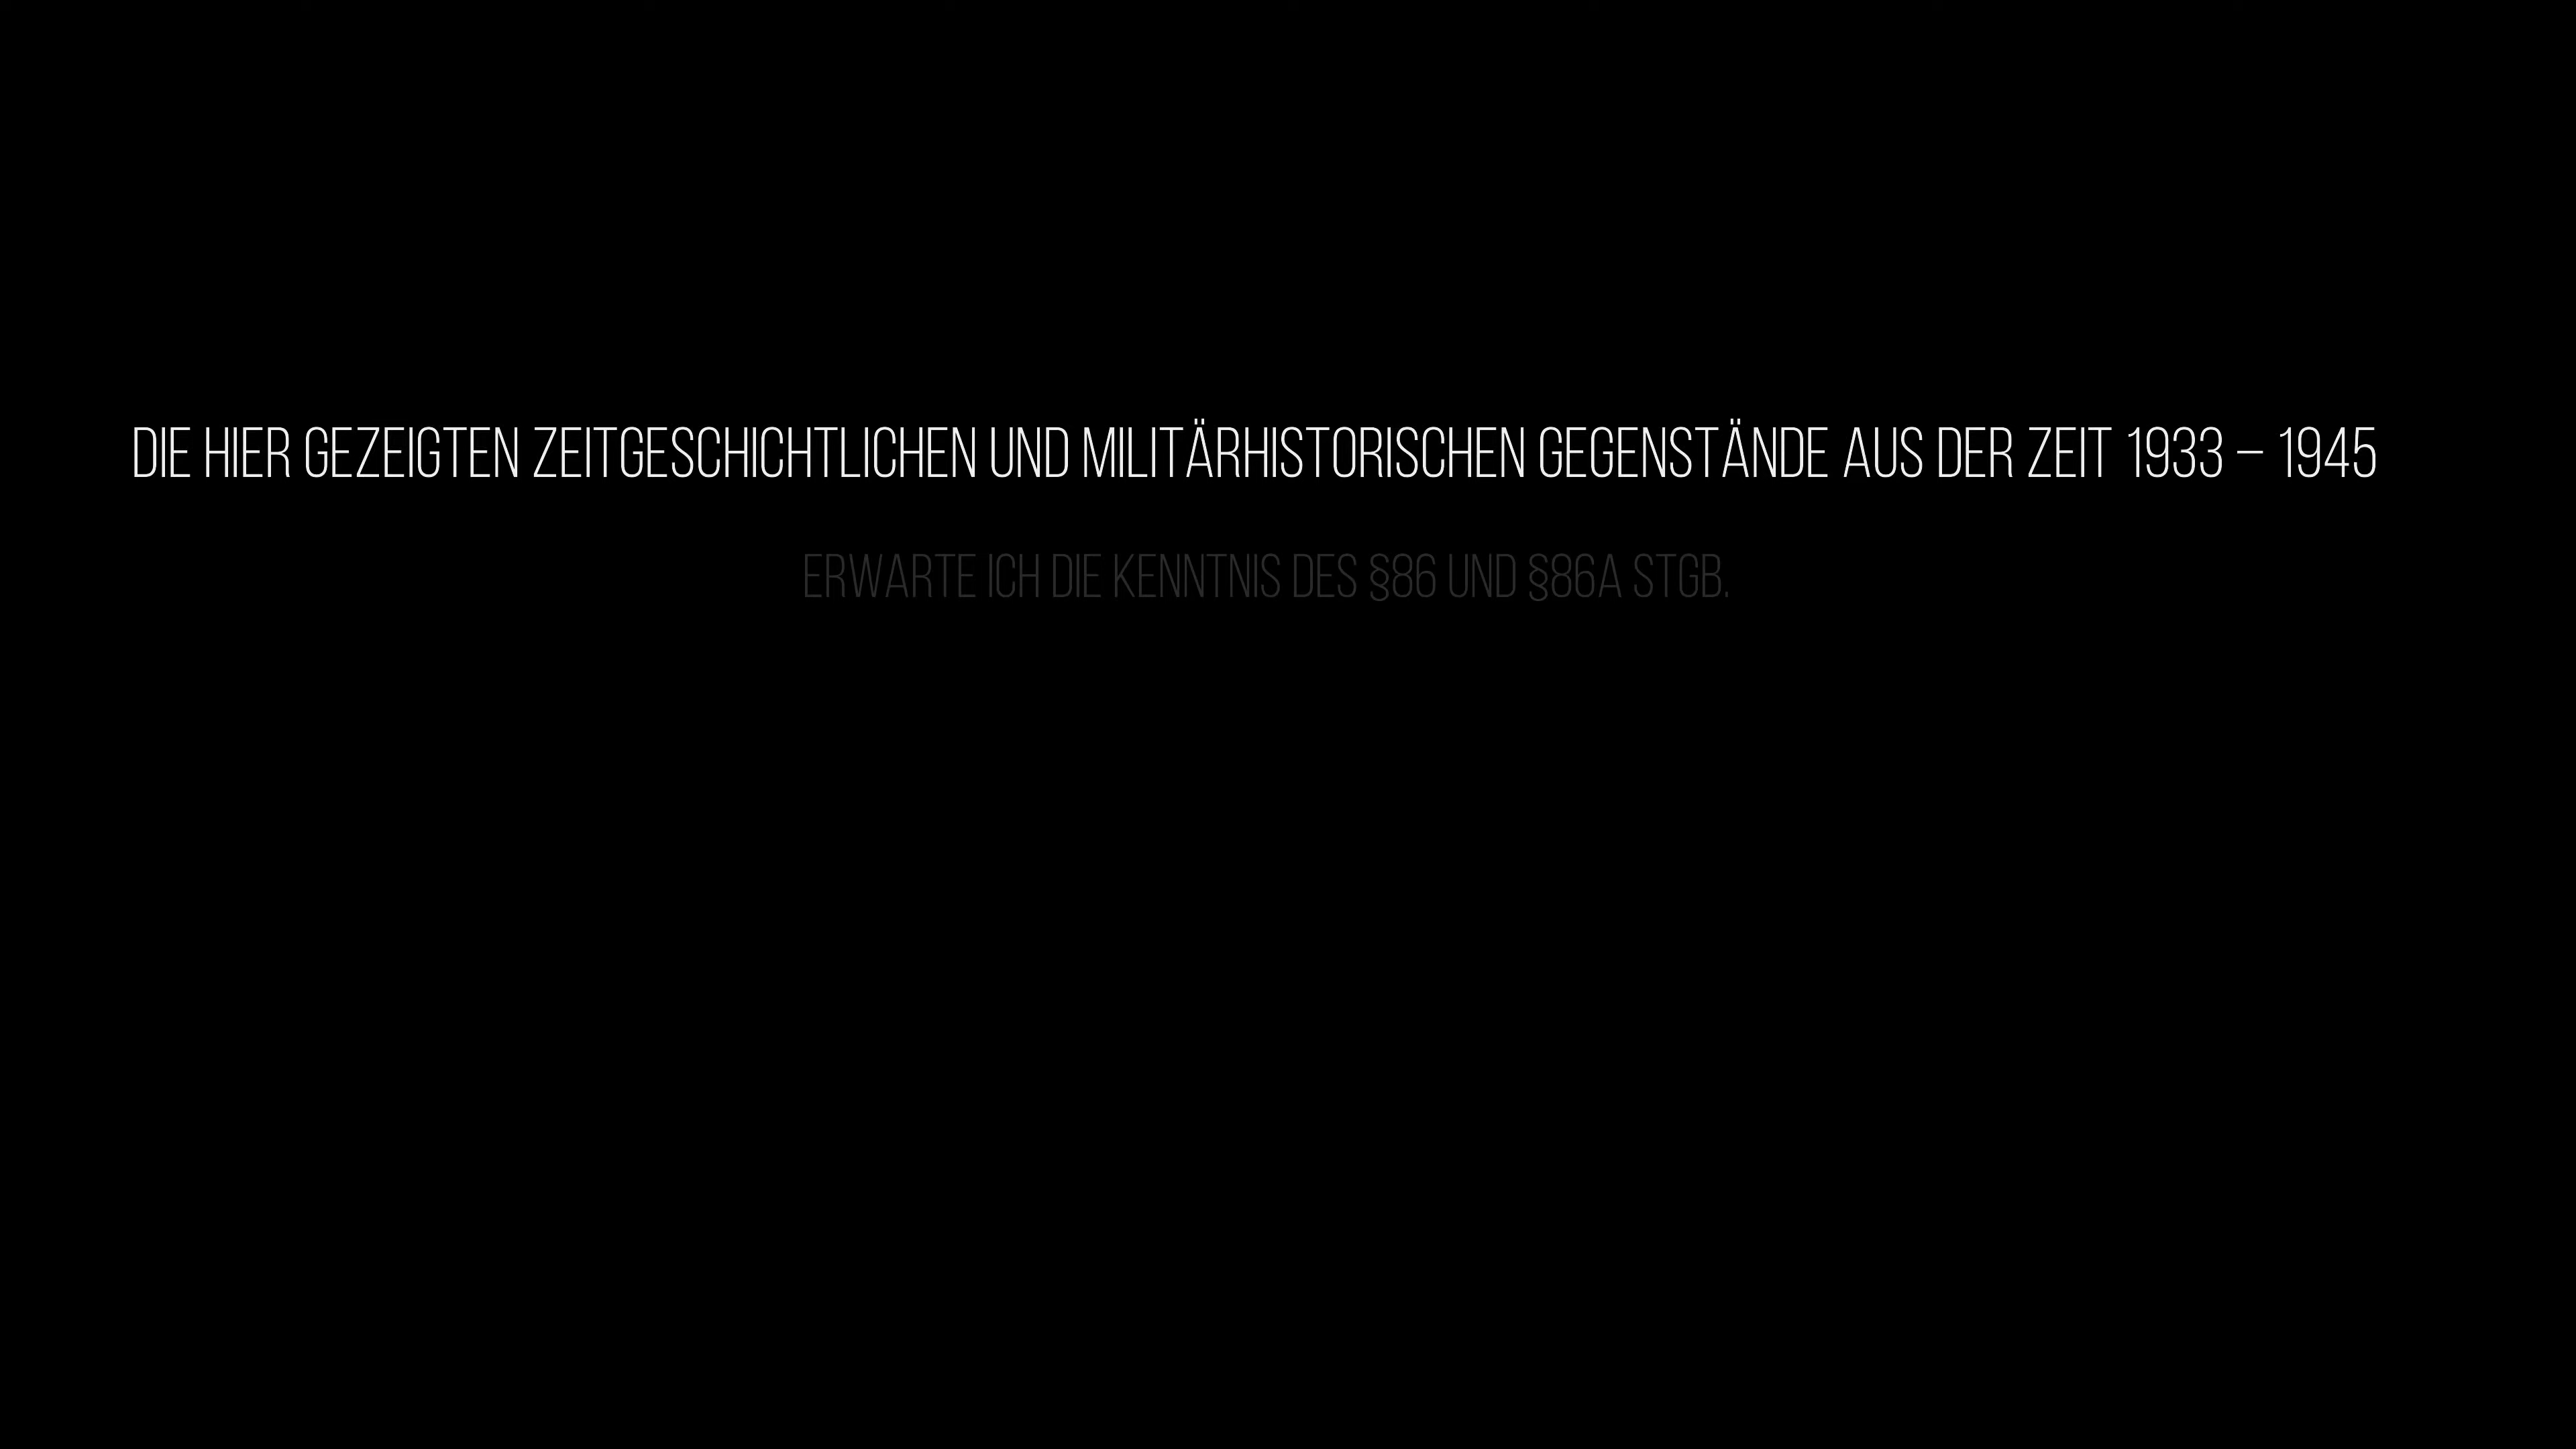 DIE HIER GEZEIGTEN ZEITGESCHICHTLICHEN UND MILITÄRHISTORISCHEN GEGENSTÄNDE AUS DER ZEIT 1933 – 1945
ERWARTE ICH DIE KENNTNIS DES §86 UND §86A STGB.